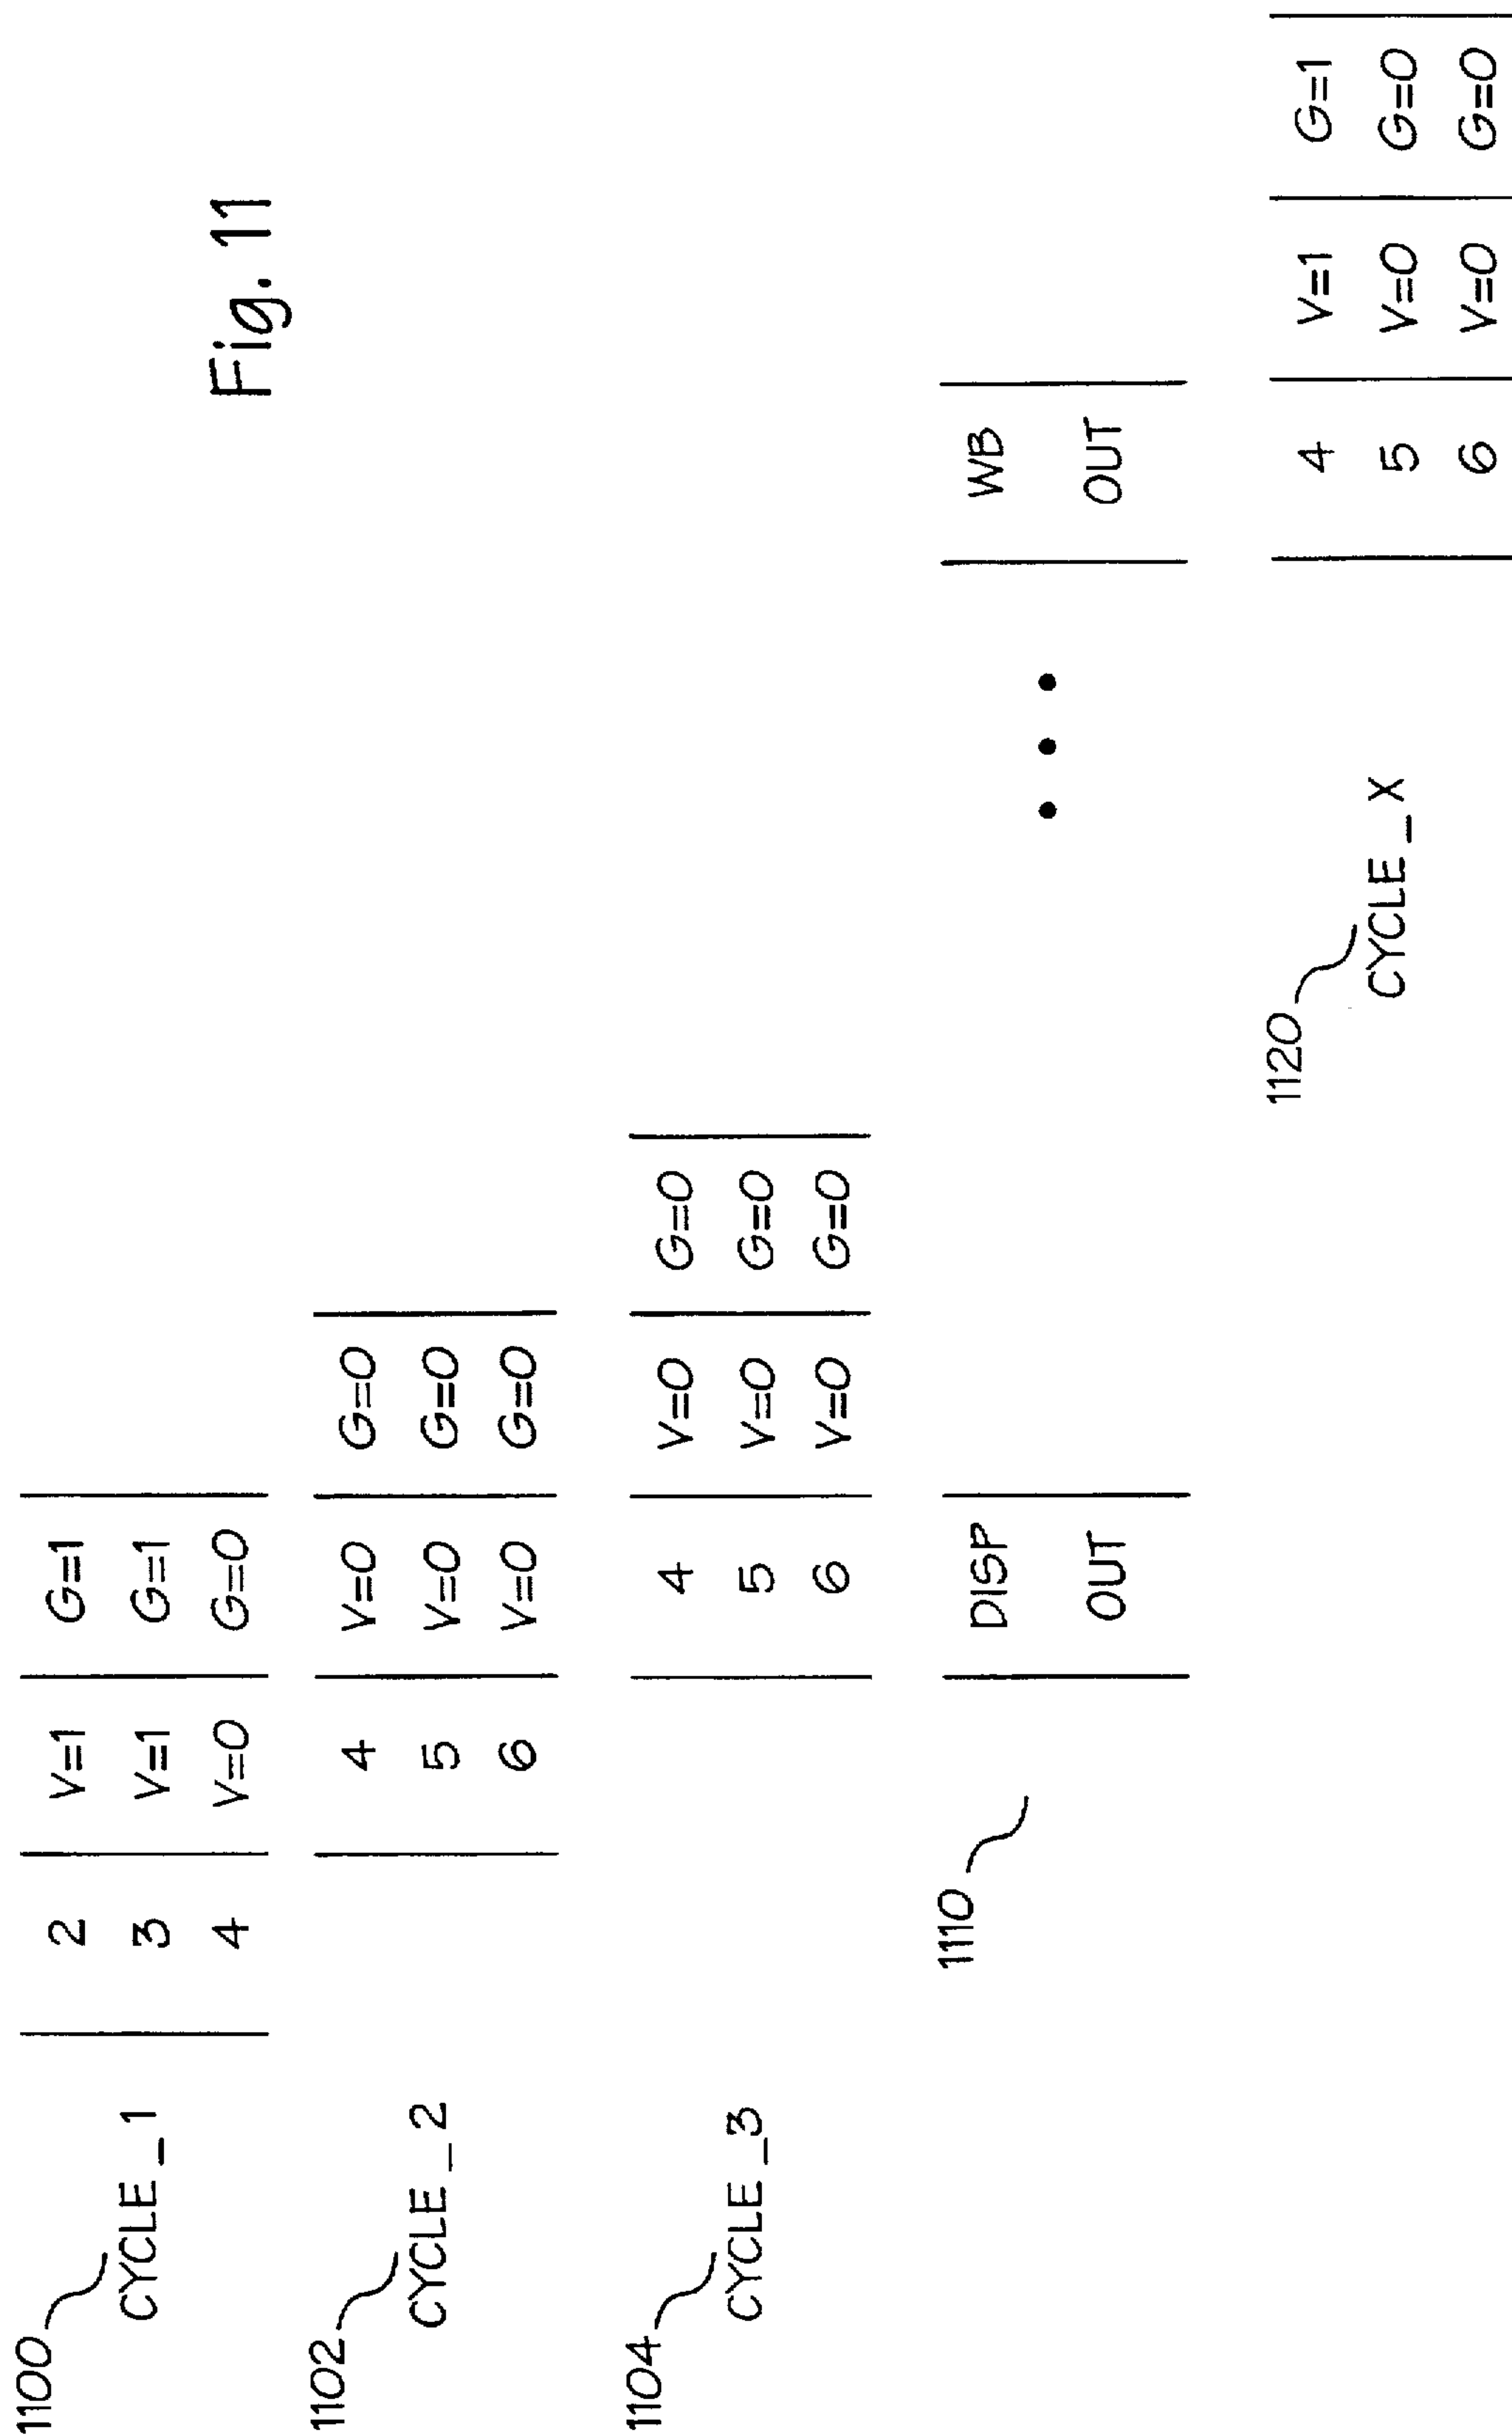 Fig. 11
1100
CYCLE_1
2 V=1 G=1
3 V=1 G=1
4 V=0 G=0
1102
CYCLE_2
4 V=0 G=0
5 V=0 G=0
6 V=0 G=0
1104
CYCLE_3
4 V=0 G=0
5 V=0 G=0
6 V=0 G=0
1110
DISP
OUT
WB
OUT
1120
CYCLE_X
4 V=1 G=1
5 V=0 G=0
6 V=0 G=0